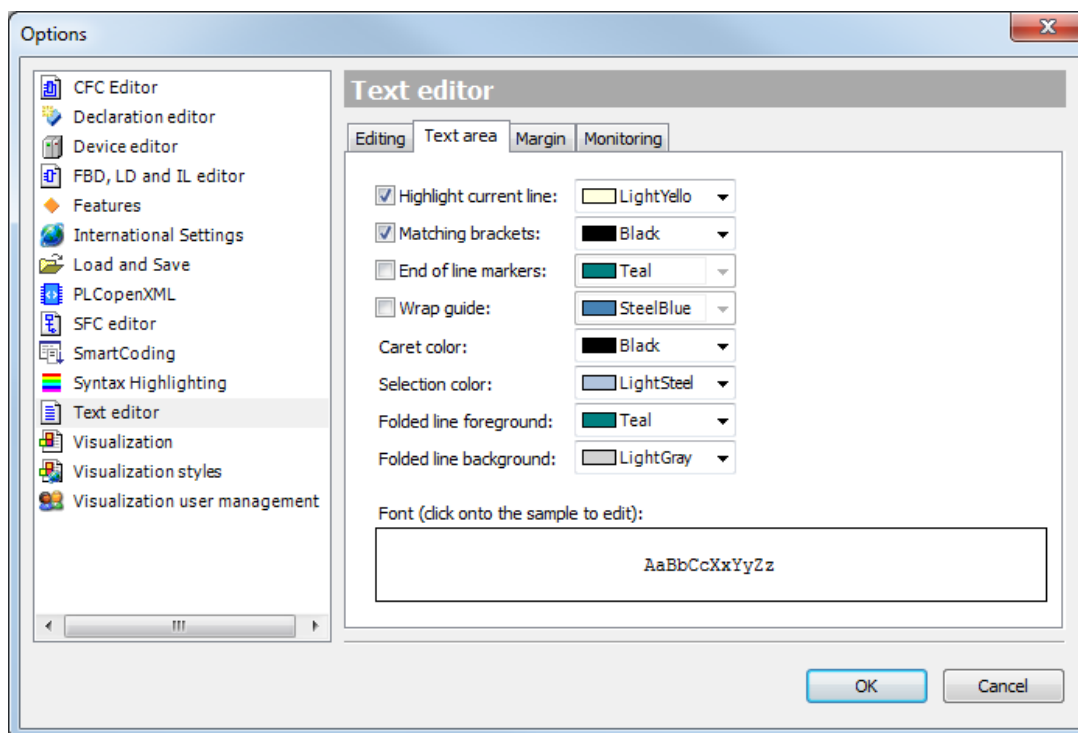 Options
CFC Editor
Declaration editor
Device editor
FBD, LD and IL editor
Features
International Settings
Load and Save
PLCopenXML
SFC editor
SmartCoding
Syntax Highlighting
Text editor
Visualization
Visualization styles
Visualization user management
Text editor
Editing Text area Margin Monitoring
Highlight current line: LightYello
Matching brackets: Black
End of line markers: Teal
Wrap guide: SteelBlue
Caret color: Black
Selection color: LightSteel
Folded line foreground: Teal
Folded line background: LightGray
Font (click onto the sample to edit):
AaBbCcXxYyZz
OK Cancel